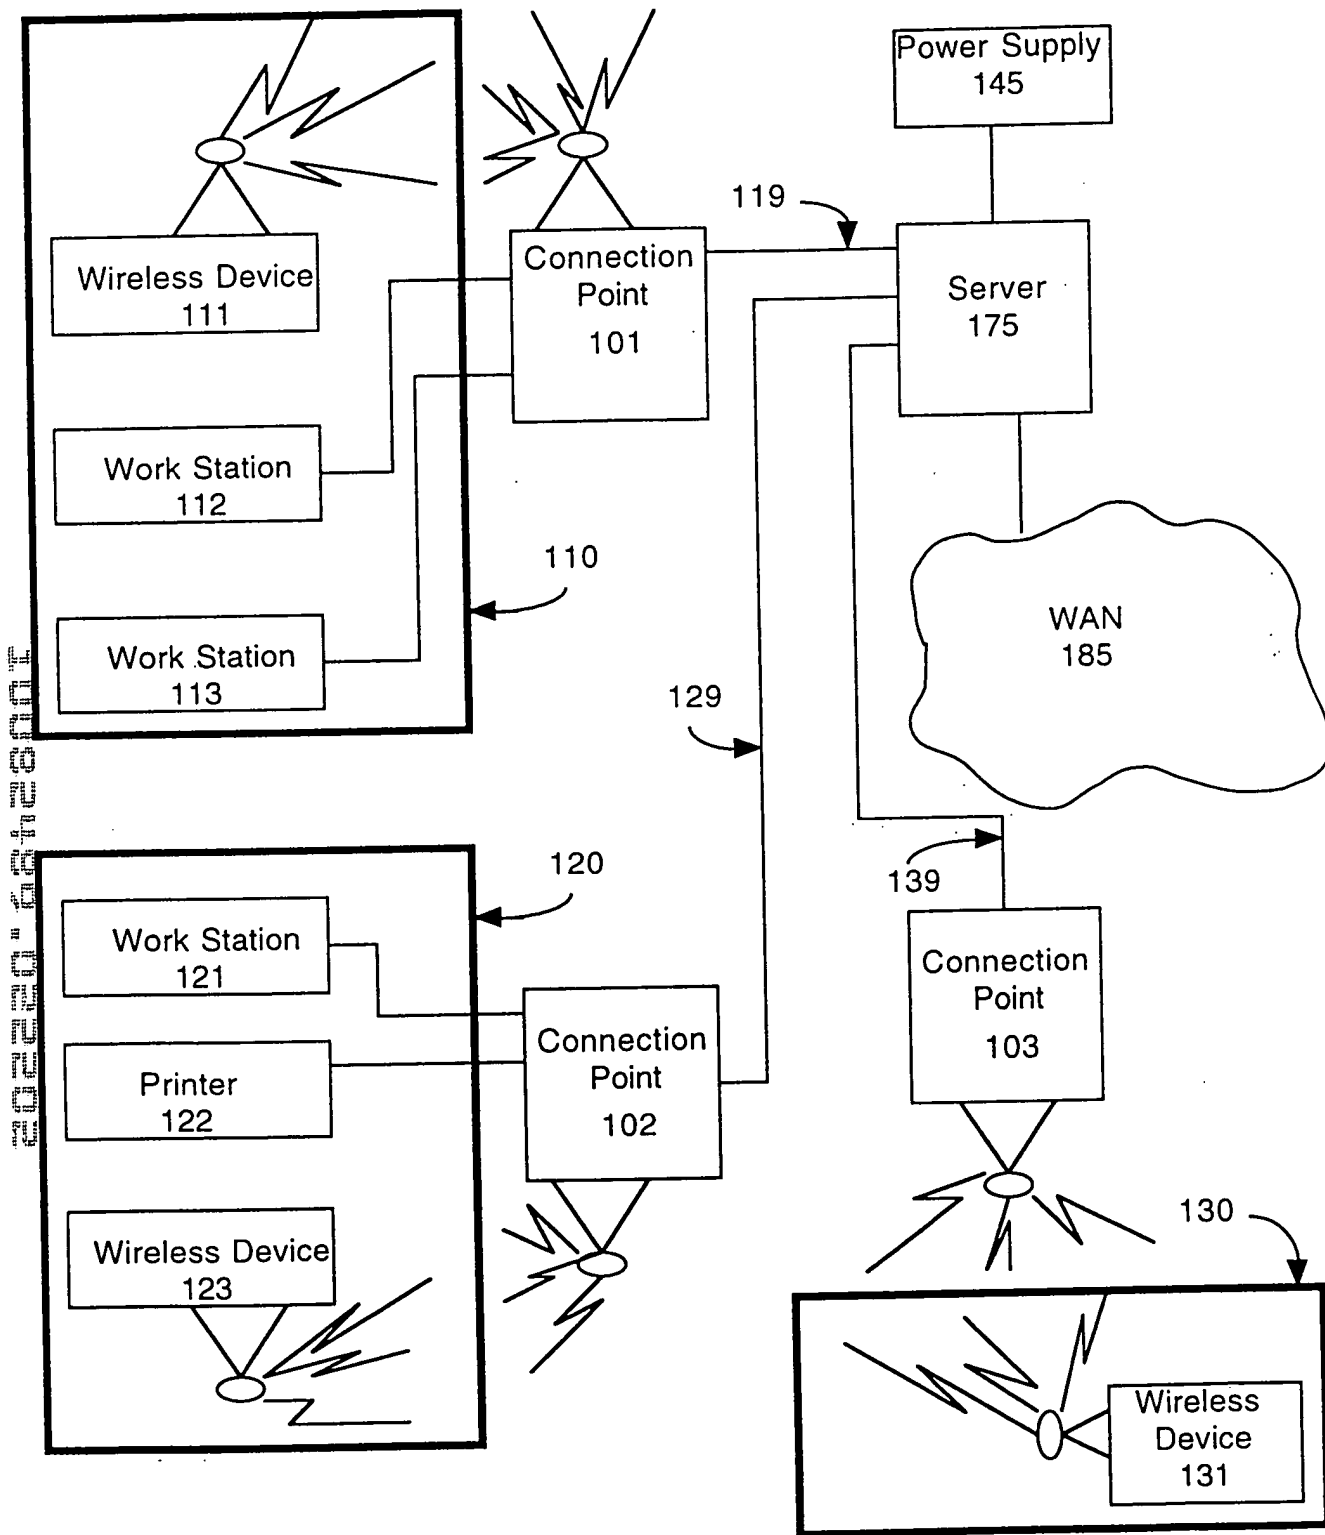 Power Supply
145
119
Wireless Device
111
Connection
Point
101
Server
175
Work Station
112
110
WAN
185
Work Station
113
129
120
139
Work Station
121
Connection
Point
103
Connection
Point
102
Printer
122
130
Wireless Device
123
Wireless
Device
131